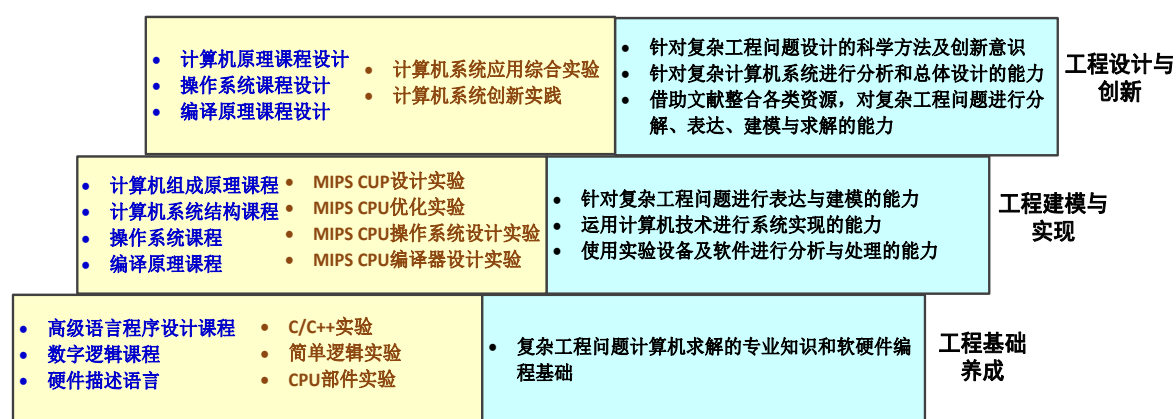 • 计算机原理课程设计
• 操作系统课程设计
• 编译原理课程设计
• 计算机系统应用综合实验
• 计算机系统创新实践
• 针对复杂工程问题设计的科学方法及创新意识
• 针对复杂计算机系统进行分析和总体设计的能力
• 借助文献整合各类资源，对复杂工程问题进行分
解、表达、建模与求解的能力
工程设计与
创新
• 计算机组成原理课程
• 计算机系统结构课程
• 操作系统课程
• 编译原理课程
• MIPS CUP设计实验
• MIPS CPU优化实验
• MIPS CPU操作系统设计实验
• MIPS CPU编译器设计实验
• 针对复杂工程问题进行表达与建模的能力
• 运用计算机技术进行系统实现的能力
• 使用实验设备及软件进行分析与处理的能力
工程建模与
实现
• 高级语言程序设计课程
• 数字逻辑课程
• 硬件描述语言
• C/C++实验
• 简单逻辑实验
• CPU部件实验
• 复杂工程问题计算机求解的专业知识和软硬件编
程基础
工程基础
养成